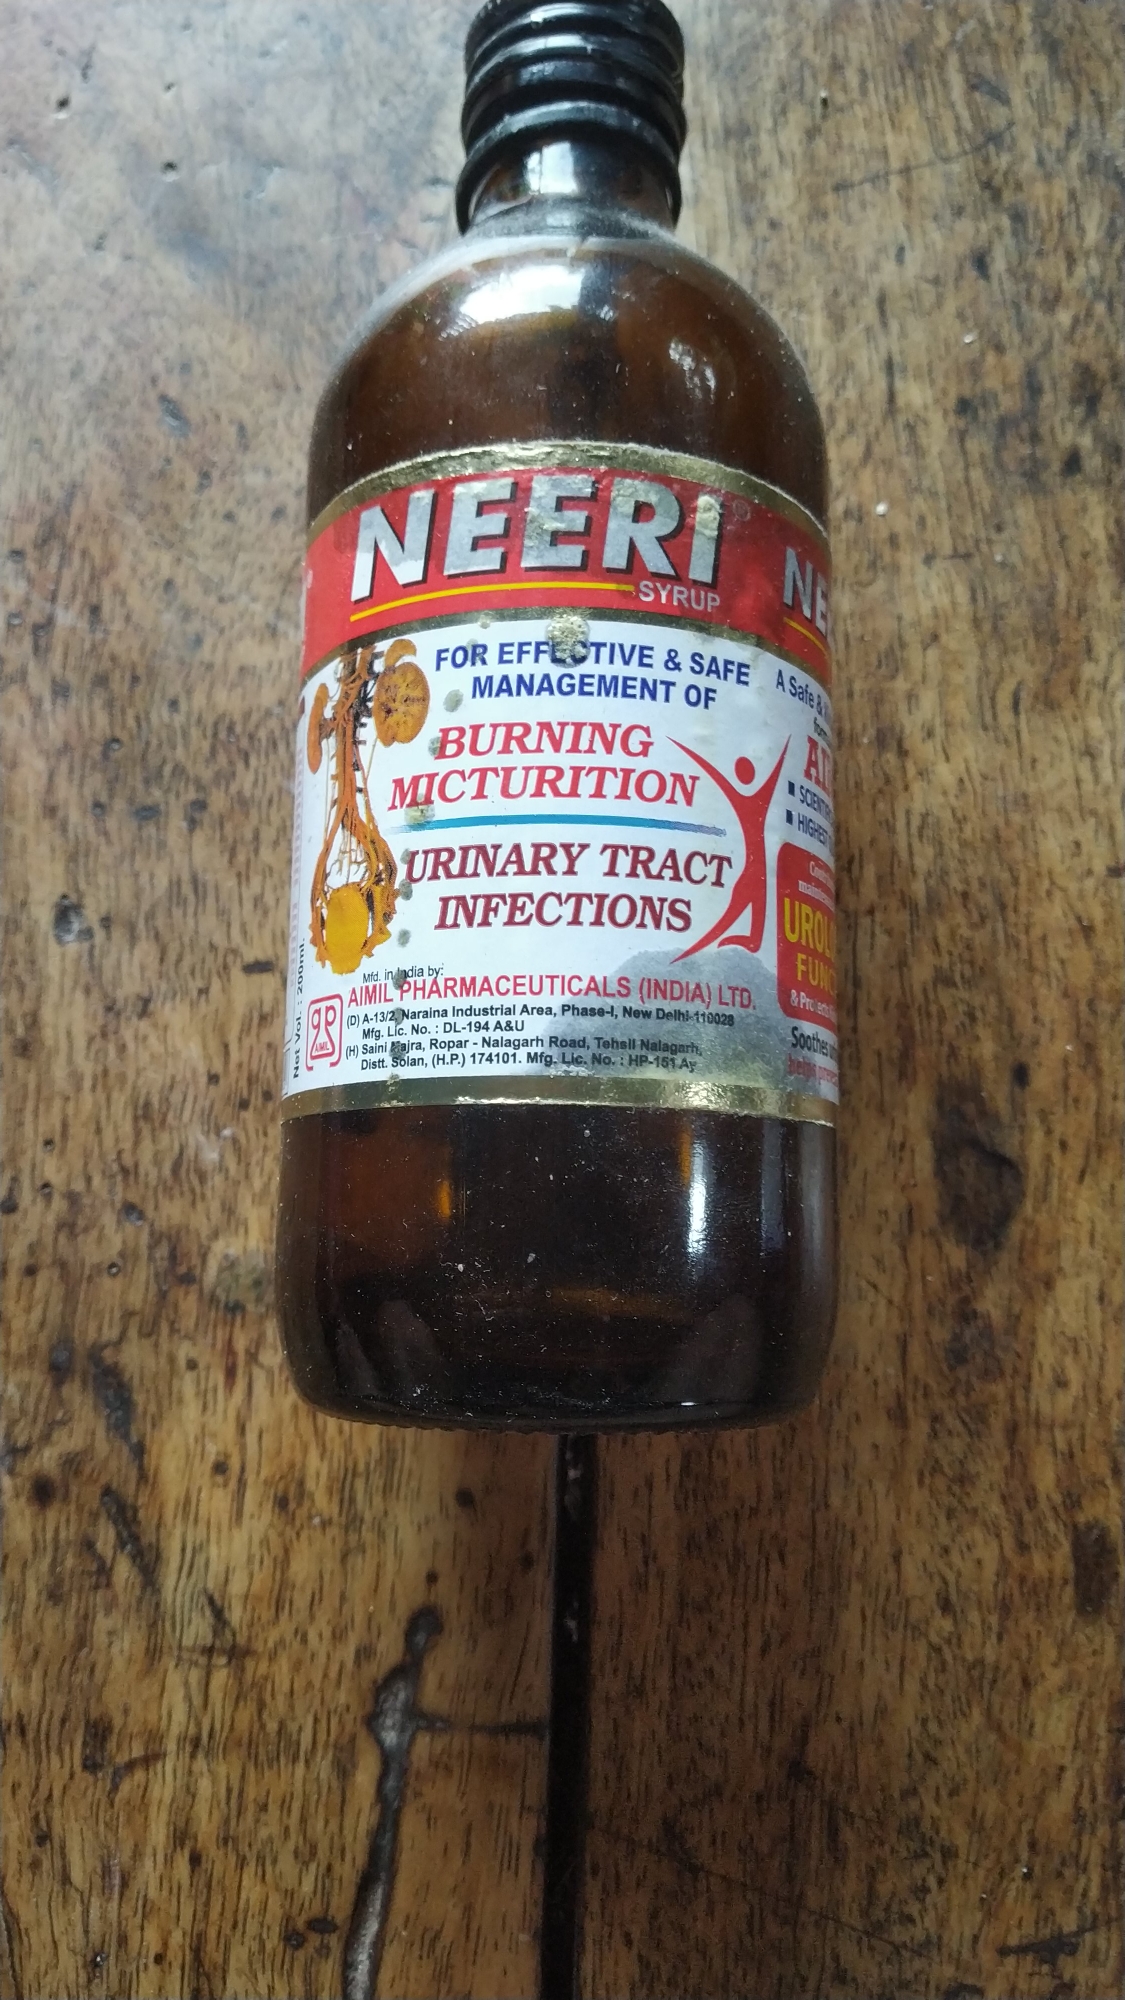 NEERI®
SYRUP
FOR EFFECTIVE & SAFE
MANAGEMENT OF
BURNING
MICTURITION
URINARY TRACT
INFECTIONS
Mfd. in India by:
AIMIL PHARMACEUTICALS (INDIA) LTD.
(D) A-13/2, Naraina Industrial Area, Phase-I, New Delhi-110028
Mfg. Lic. No. : DL-194 A&U
(H) Saini Majra, Ropar - Nalagarh Road, Tehsil Nalagarh,
Distt. Solan, (H.P.) 174101. Mfg. Lic. No. : HP-151 Ay
AIMIL
Net Vol. : 200ml.
NE
A Safe &
■ SCIENTI
■ HIGHEST
URO
FUNC
Soothes